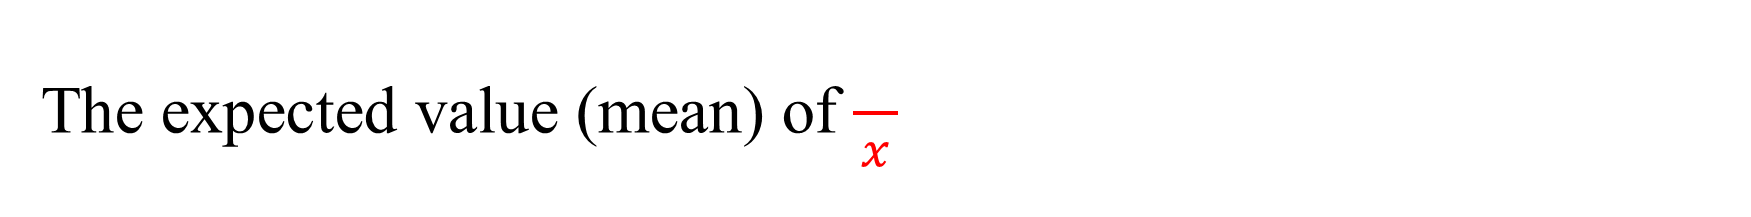 The expected value (mean) of x̅